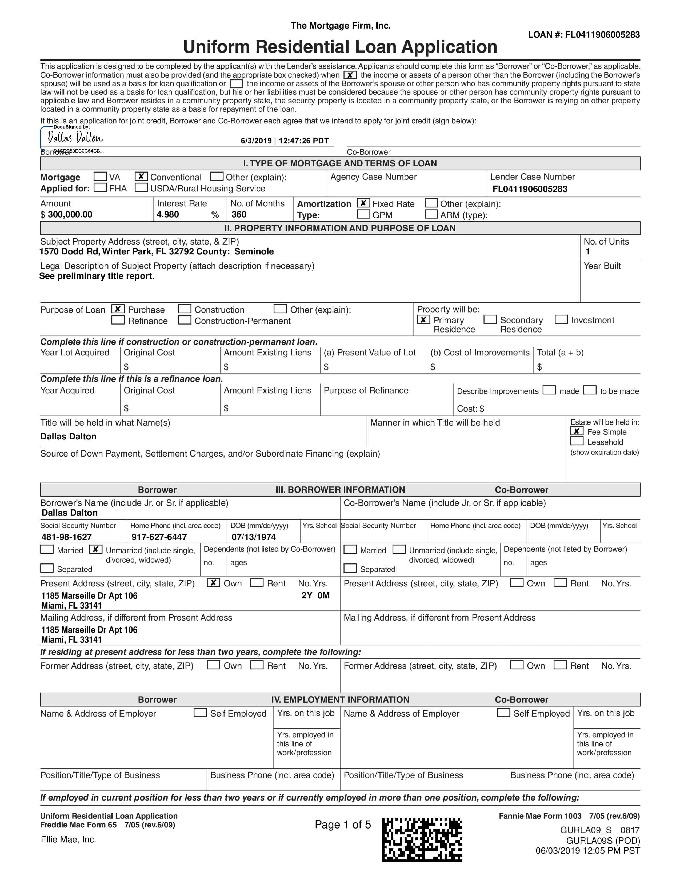 The Mortgage Firm, Inc.
LOAN #: FL0411906005283
Uniform Residential Loan Application
This application is designed to be completed by the applicant(s) with the Lender's assistance. Applicants should complete this form as "Borrower" or "Co-Borrower," as applicable.
Co-Borrower information must also be provided (and the appropriate box checked) when ☒ the income or assets of a person other than the Borrower (including the Borrower's
spouse) will be used as a basis for loan qualification or ☐ the income or assets of the Borrower's spouse or other person who has community property rights pursuant to state
law will not be used as a basis for loan qualification, but his or her liabilities must be considered because the spouse or other person has community property rights pursuant to
applicable law and Borrower resides in a community property state, the security property is located in a community property state, or the Borrower is relying on other property
located in a community property state as a basis for repayment of the loan.
If this is an application for joint credit, Borrower and Co-Borrower each agree that we intend to apply for joint credit (sign below):
DocuSigned by:
Dallas Dalton 6/3/2019 | 12:47:26 PDT
Borrower Co-Borrower
I. TYPE OF MORTGAGE AND TERMS OF LOAN
Mortgage ☐ VA ☒ Conventional ☐ Other (explain): Agency Case Number Lender Case Number
Applied for: ☐ FHA ☐ USDA/Rural Housing Service FL0411906005283
Amount Interest Rate No. of Months Amortization ☒ Fixed Rate ☐ Other (explain):
$ 300,000.00 4.980 % 360 Type: ☐ GPM ☐ ARM (type):
II. PROPERTY INFORMATION AND PURPOSE OF LOAN
Subject Property Address (street, city, state, & ZIP) No. of Units
1570 Dodd Rd, Winter Park, FL 32792 County: Seminole 1
Legal Description of Subject Property (attach description if necessary) Year Built
See preliminary title report.
Purpose of Loan ☒ Purchase ☐ Construction ☐ Other (explain): Property will be:
☐ Refinance ☐ Construction-Permanent ☒ Primary Residence ☐ Secondary Residence ☐ Investment
Complete this line if construction or construction-permanent loan.
Year Lot Acquired Original Cost Amount Existing Liens (a) Present Value of Lot (b) Cost of Improvements Total (a + b)
$ $ $ $ $
Complete this line if this is a refinance loan.
Year Acquired Original Cost Amount Existing Liens Purpose of Refinance Describe Improvements ☐ made ☐ to be made
$ $ Cost: $
Title will be held in what Name(s) Manner in which Title will be held Estate will be held in:
Dallas Dalton ☒ Fee Simple
☐ Leasehold
Source of Down Payment, Settlement Charges, and/or Subordinate Financing (explain) (show expiration date)
Borrower III. BORROWER INFORMATION Co-Borrower
Borrower's Name (include Jr. or Sr. if applicable) Co-Borrower's Name (include Jr. or Sr. if applicable)
Dallas Dalton
Social Security Number Home Phone (incl. area code) DOB (mm/dd/yyyy) Yrs. School Social Security Number Home Phone (incl. area code) DOB (mm/dd/yyyy) Yrs. School
481-98-1627 917-627-6447 07/13/1974
☐ Married ☒ Unmarried (include single, Dependents (not listed by Co-Borrower) ☐ Married ☐ Unmarried (include single, Dependents (not listed by Borrower)
☐ Separated divorced, widowed) no. ages ☐ Separated divorced, widowed) no. ages
Present Address (street, city, state, ZIP) ☒ Own ☐ Rent No. Yrs. Present Address (street, city, state, ZIP) ☐ Own ☐ Rent No. Yrs.
1185 Marseille Dr Apt 106 2Y 0M
Miami, FL 33141
Mailing Address, if different from Present Address Mailing Address, if different from Present Address
1185 Marseille Dr Apt 106
Miami, FL 33141
If residing at present address for less than two years, complete the following:
Former Address (street, city, state, ZIP) ☐ Own ☐ Rent No. Yrs. Former Address (street, city, state, ZIP) ☐ Own ☐ Rent No. Yrs.
Borrower IV. EMPLOYMENT INFORMATION Co-Borrower
Name & Address of Employer ☐ Self Employed Yrs. on this job Name & Address of Employer ☐ Self Employed Yrs. on this job
Yrs. employed in Yrs. employed in
this line of this line of
work/profession work/profession
Position/Title/Type of Business Business Phone (incl. area code) Position/Title/Type of Business Business Phone (incl. area code)
If employed in current position for less than two years or if currently employed in more than one position, complete the following:
Uniform Residential Loan Application Fannie Mae Form 1003 7/05 (rev.6/09)
Freddie Mac Form 65 7/05 (rev.6/09) Page 1 of 5 GURLA09_S 0817
Ellie Mae, Inc. GURLA09S (POD)
06/03/2019 12:05 PM PST